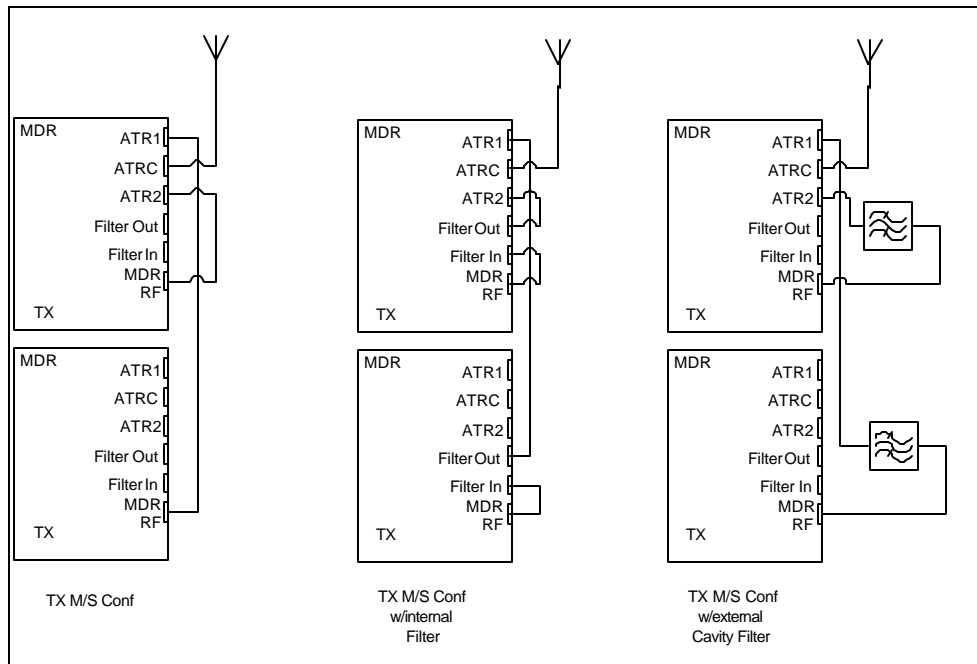 MDR
ATR1
ATRC
ATR2
Filter Out
Filter In
MDR
RF
TX
MDR
ATR1
ATRC
ATR2
Filter Out
Filter In
MDR
RF
TX
TX M/S Conf
MDR
ATR1
ATRC
ATR2
Filter Out
Filter In
MDR
RF
TX
MDR
ATR1
ATRC
ATR2
Filter Out
Filter In
MDR
RF
TX
TX M/S Conf
w/internal
Filter
MDR
ATR1
ATRC
ATR2
Filter Out
Filter In
MDR
RF
TX
MDR
ATR1
ATRC
ATR2
Filter Out
Filter In
MDR
RF
TX
TX M/S Conf
w/external
Cavity Filter